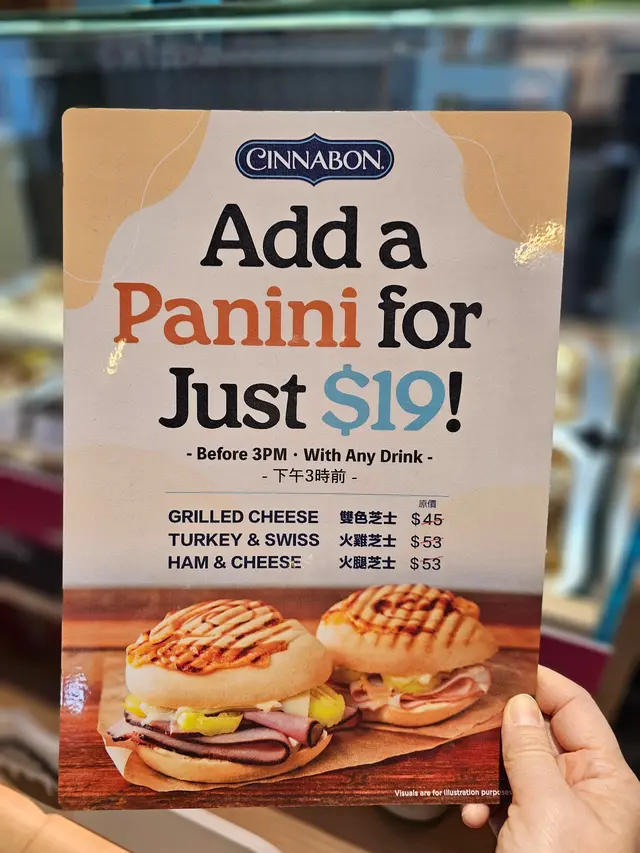 CINNABON.
Add a
Panini for
Just $19!
- Before 3PM · With Any Drink -
- 下午3時前 -
原價
GRILLED CHEESE 雙色芝士 $45
TURKEY & SWISS 火雞芝士 $53
HAM & CHEESE 火腿芝士 $53
Visuals are for illustration purposes